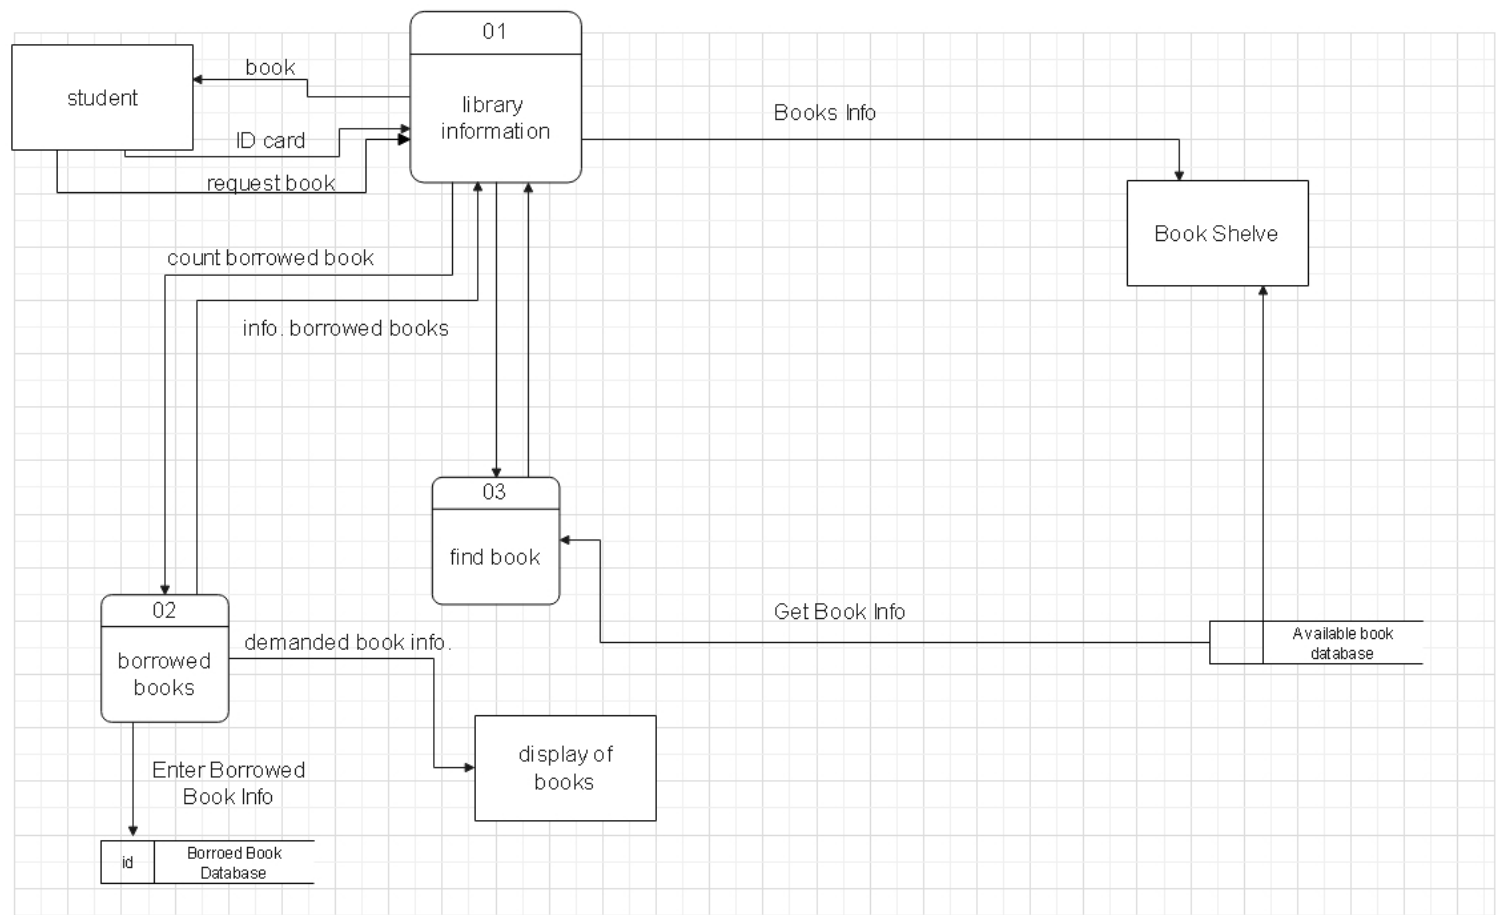 01
library
information
student
book
ID card
request book
Books Info
Book Shelve
count borrowed book
info. borrowed books
03
find book
02
borrowed
books
demanded book info.
Get Book Info
Available book
database
display of
books
Enter Borrowed
Book Info
id
Borroed Book
Database